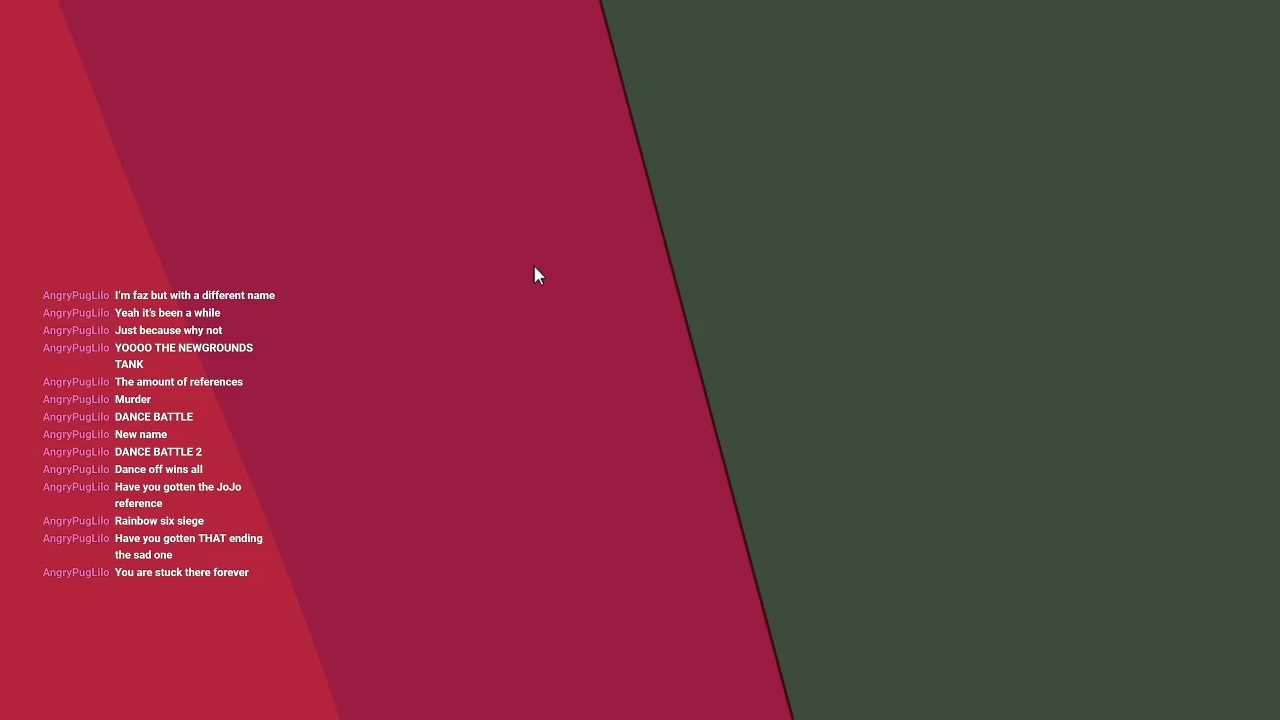 AngryPugLilo I'm faz but with a different name
AngryPugLilo Yeah it's been a while
AngryPugLilo Just because why not
AngryPugLilo YOOOO THE NEWGROUNDS
TANK
AngryPugLilo The amount of references
AngryPugLilo Murder
AngryPugLilo DANCE BATTLE
AngryPugLilo New name
AngryPugLilo DANCE BATTLE 2
AngryPugLilo Dance off wins all
AngryPugLilo Have you gotten the JoJo
reference
AngryPugLilo Rainbow six siege
AngryPugLilo Have you gotten THAT ending
the sad one
AngryPugLilo You are stuck there forever